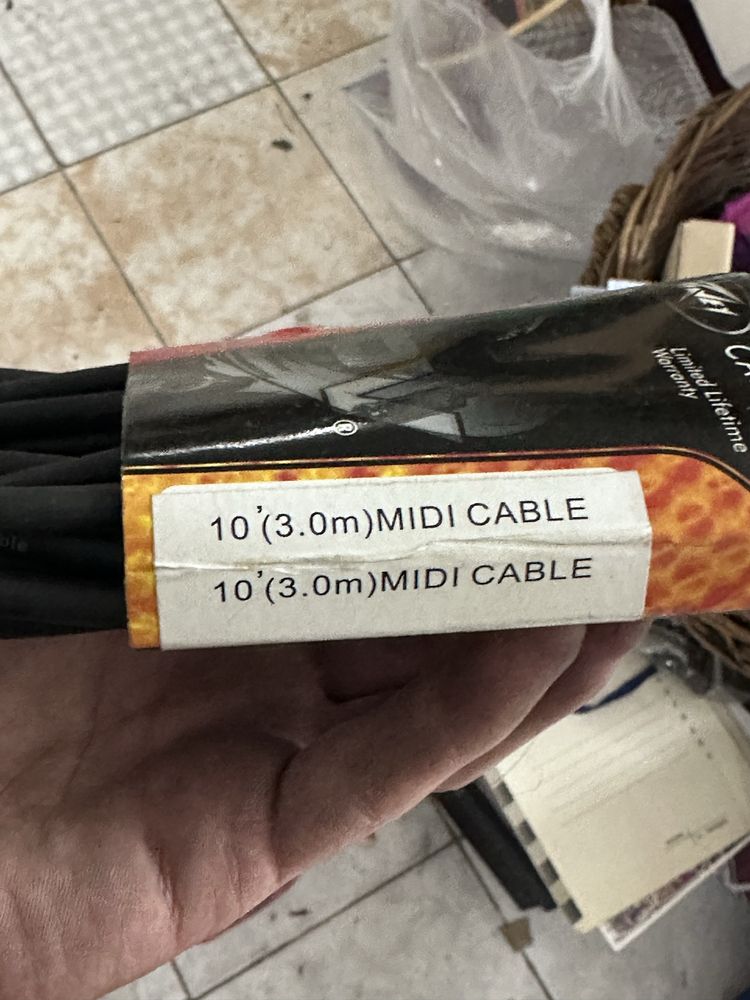 Limited Lifetime
Warranty
®
10'(3.0m)MIDI CABLE
10'(3.0m)MIDI CABLE